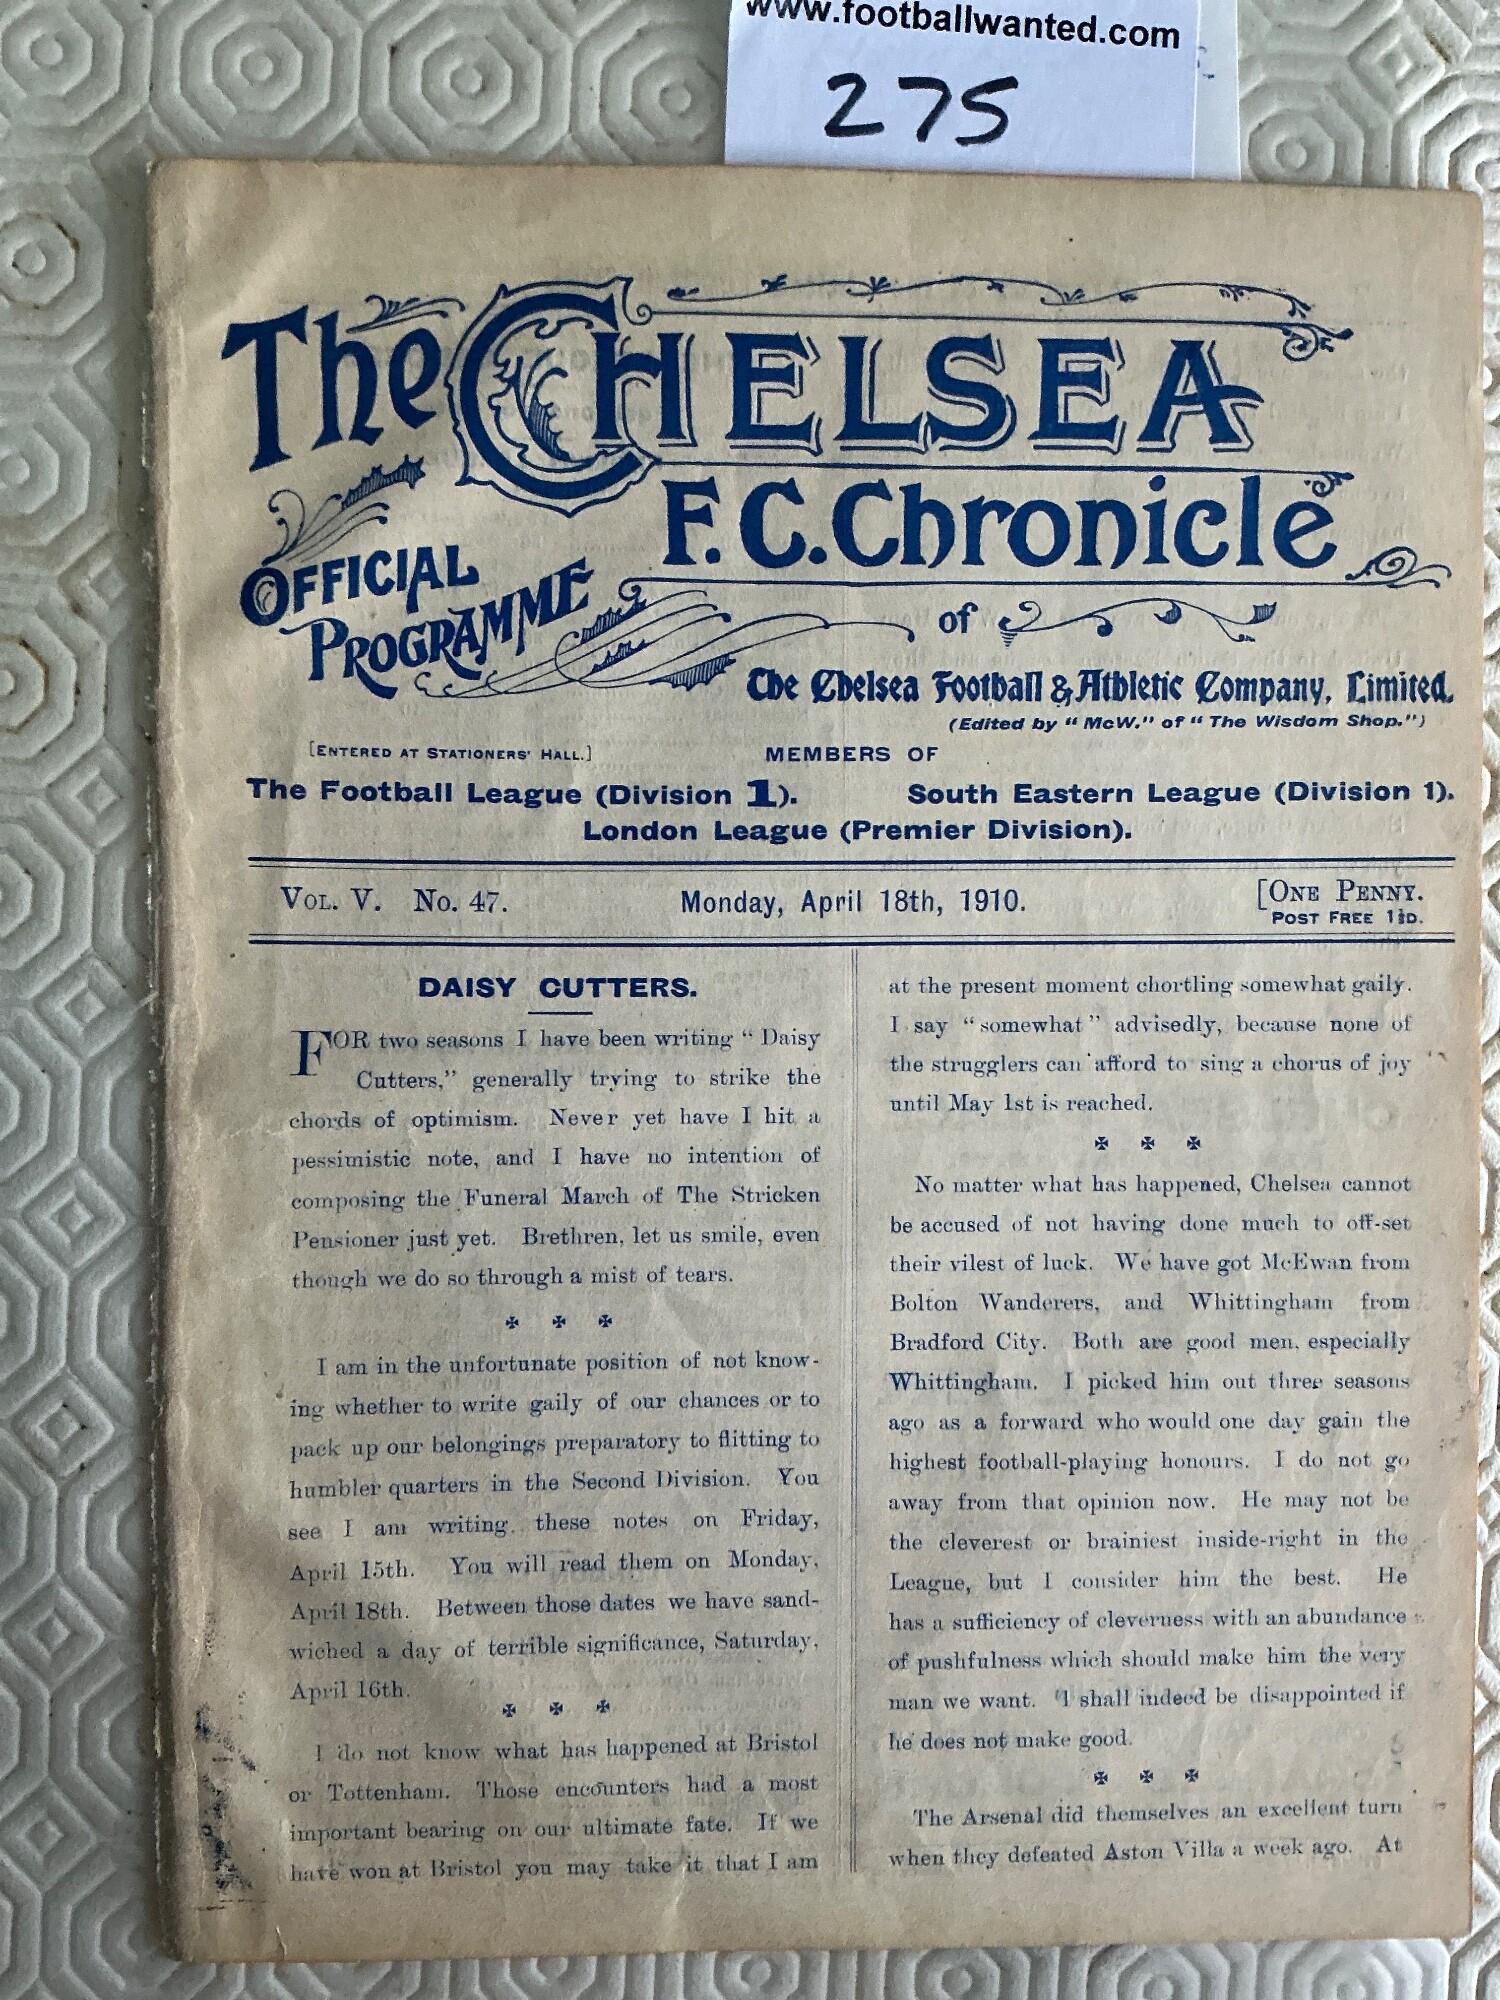 www.footballwanted.com
275
The CHELSEA
F.C. Chronicle
OFFICIAL
PROGRAMME
of
The Chelsea Football & Athletic Company, Limited.
(Edited by "McW." of "The Wisdom Shop.")
[ENTERED AT STATIONERS' HALL.]
MEMBERS OF
The Football League (Division 1). South Eastern League (Division 1).
London League (Premier Division).
VOL. V. No. 47. Monday, April 18th, 1910. [ONE PENNY.
POST FREE 1½D.
DAISY CUTTERS.
FOR two seasons I have been writing "Daisy
Cutters," generally trying to strike the
chords of optimism. Never yet have I hit a
pessimistic note, and I have no intention of
composing the Funeral March of The Stricken
Pensioner just yet. Brethren, let us smile, even
though we do so through a mist of tears.
✠ ✠ ✠
I am in the unfortunate position of not know-
ing whether to write gaily of our chances or to
pack up our belongings preparatory to flitting to
humbler quarters in the Second Division. You
see I am writing these notes on Friday,
April 15th. You will read them on Monday,
April 18th. Between those dates we have sand-
wiched a day of terrible significance, Saturday,
April 16th.
✠ ✠ ✠
I do not know what has happened at Bristol
or Tottenham. Those encounters had a most
important bearing on our ultimate fate. If we
have won at Bristol you may take it that I am
at the present moment chortling somewhat gaily.
I say "somewhat" advisedly, because none of
the strugglers can afford to sing a chorus of joy
until May 1st is reached.
✠ ✠ ✠
No matter what has happened, Chelsea cannot
be accused of not having done much to off-set
their vilest of luck. We have got McEwan from
Bolton Wanderers, and Whittingham from
Bradford City. Both are good men, especially
Whittingham. I picked him out three seasons
ago as a forward who would one day gain the
highest football-playing honours. I do not go
away from that opinion now. He may not be
the cleverest or brainiest inside-right in the
League, but I consider him the best. He
has a sufficiency of cleverness with an abundance
of pushfulness which should make him the very
man we want. I shall indeed be disappointed if
he does not make good.
✠ ✠ ✠
The Arsenal did themselves an excellent turn
when they defeated Aston Villa a week ago. At